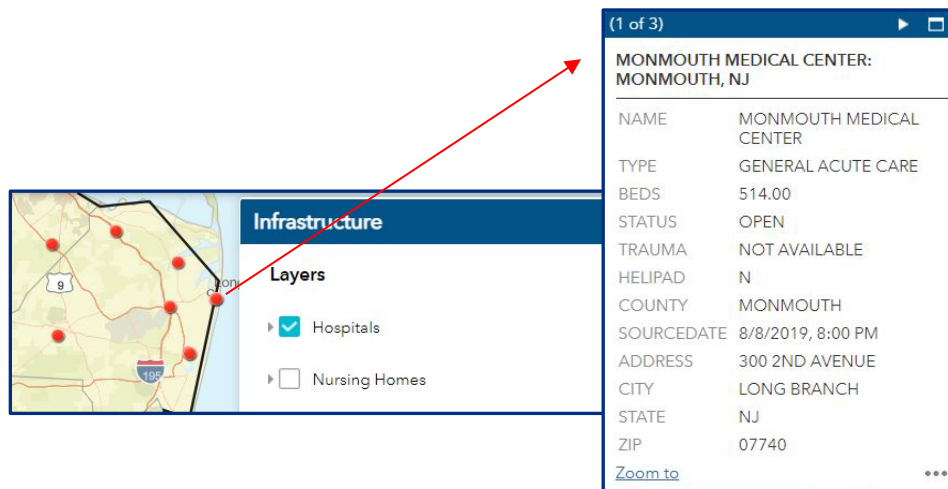 (1 of 3)
MONMOUTH MEDICAL CENTER:
MONMOUTH, NJ
NAME MONMOUTH MEDICAL
CENTER
TYPE GENERAL ACUTE CARE
BEDS 514.00
STATUS OPEN
TRAUMA NOT AVAILABLE
HELIPAD N
COUNTY MONMOUTH
SOURCEDATE 8/8/2019, 8:00 PM
ADDRESS 300 2ND AVENUE
CITY LONG BRANCH
STATE NJ
ZIP 07740
Zoom to
Infrastructure
Layers
Hospitals
Nursing Homes
9
195